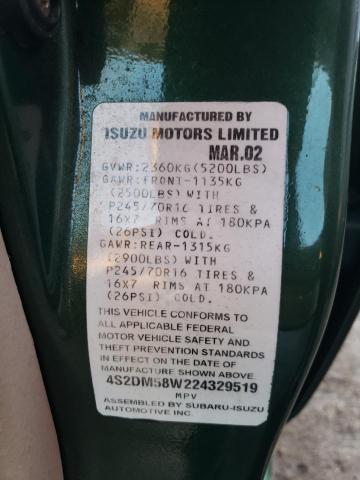 MANUFACTURED BY
ISUZU MOTORS LIMITED
MAR.02
GVWR:2360KG(5200LBS)
GAWR:FRONT-1135KG
(2500LBS) WITH
P245/70R16 TIRES &
16X7 RIMS AT 180KPA
(26PSI) COLD.
GAWR:REAR-1315KG
(2900LBS) WITH
P245/70R16 TIRES &
16X7 RIMS AT 180KPA
(26PSI) COLD.
THIS VEHICLE CONFORMS TO
ALL APPLICABLE FEDERAL
MOTOR VEHICLE SAFETY AND
THEFT PREVENTION STANDARDS
IN EFFECT ON THE DATE OF
MANUFACTURE SHOWN ABOVE
4S2DM58W224329519
MPV
ASSEMBLED BY SUBARU-ISUZU
AUTOMOTIVE INC.